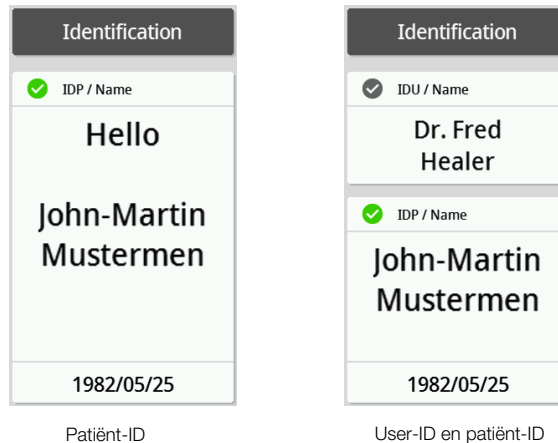 Identification
IDP / Name
Hello
John-Martin
Mustermen
1982/05/25
Patiënt-ID
Identification
IDU / Name
Dr. Fred
Healer
IDP / Name
John-Martin
Mustermen
1982/05/25
User-ID en patiënt-ID